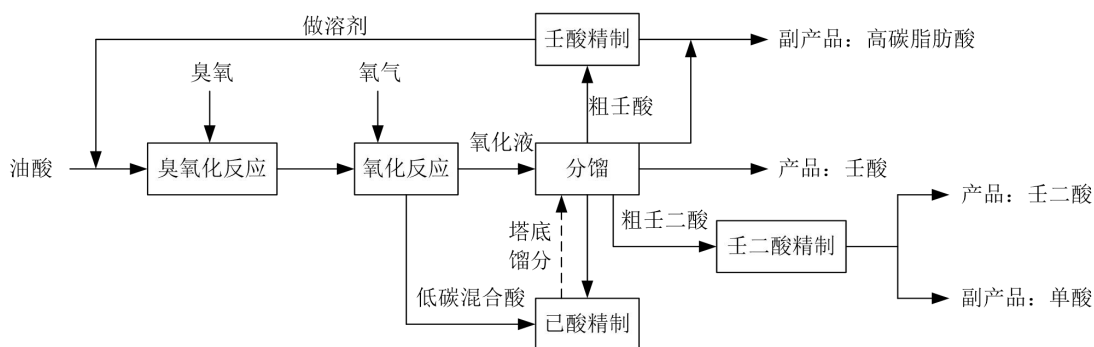 做溶剂
壬酸精制
副产品：高碳脂肪酸
臭氧
氧气
粗壬酸
氧化液
油酸
臭氧化反应
氧化反应
分馏
产品：壬酸
产品：壬二酸
粗壬二酸
塔底
馏分
壬二酸精制
低碳混合酸
已酸精制
副产品：单酸